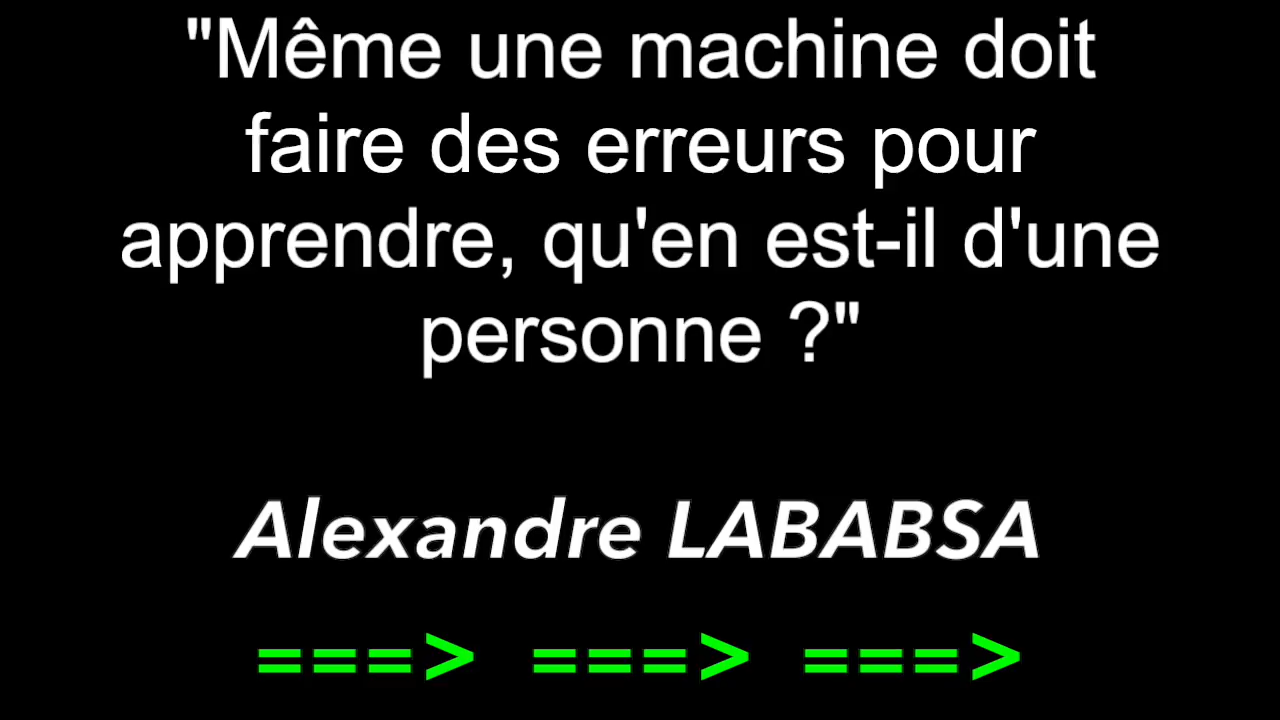 "Même une machine doit
faire des erreurs pour
apprendre, qu'en est-il d'une
personne ?"
Alexandre LABABSA
===> ===> ===>